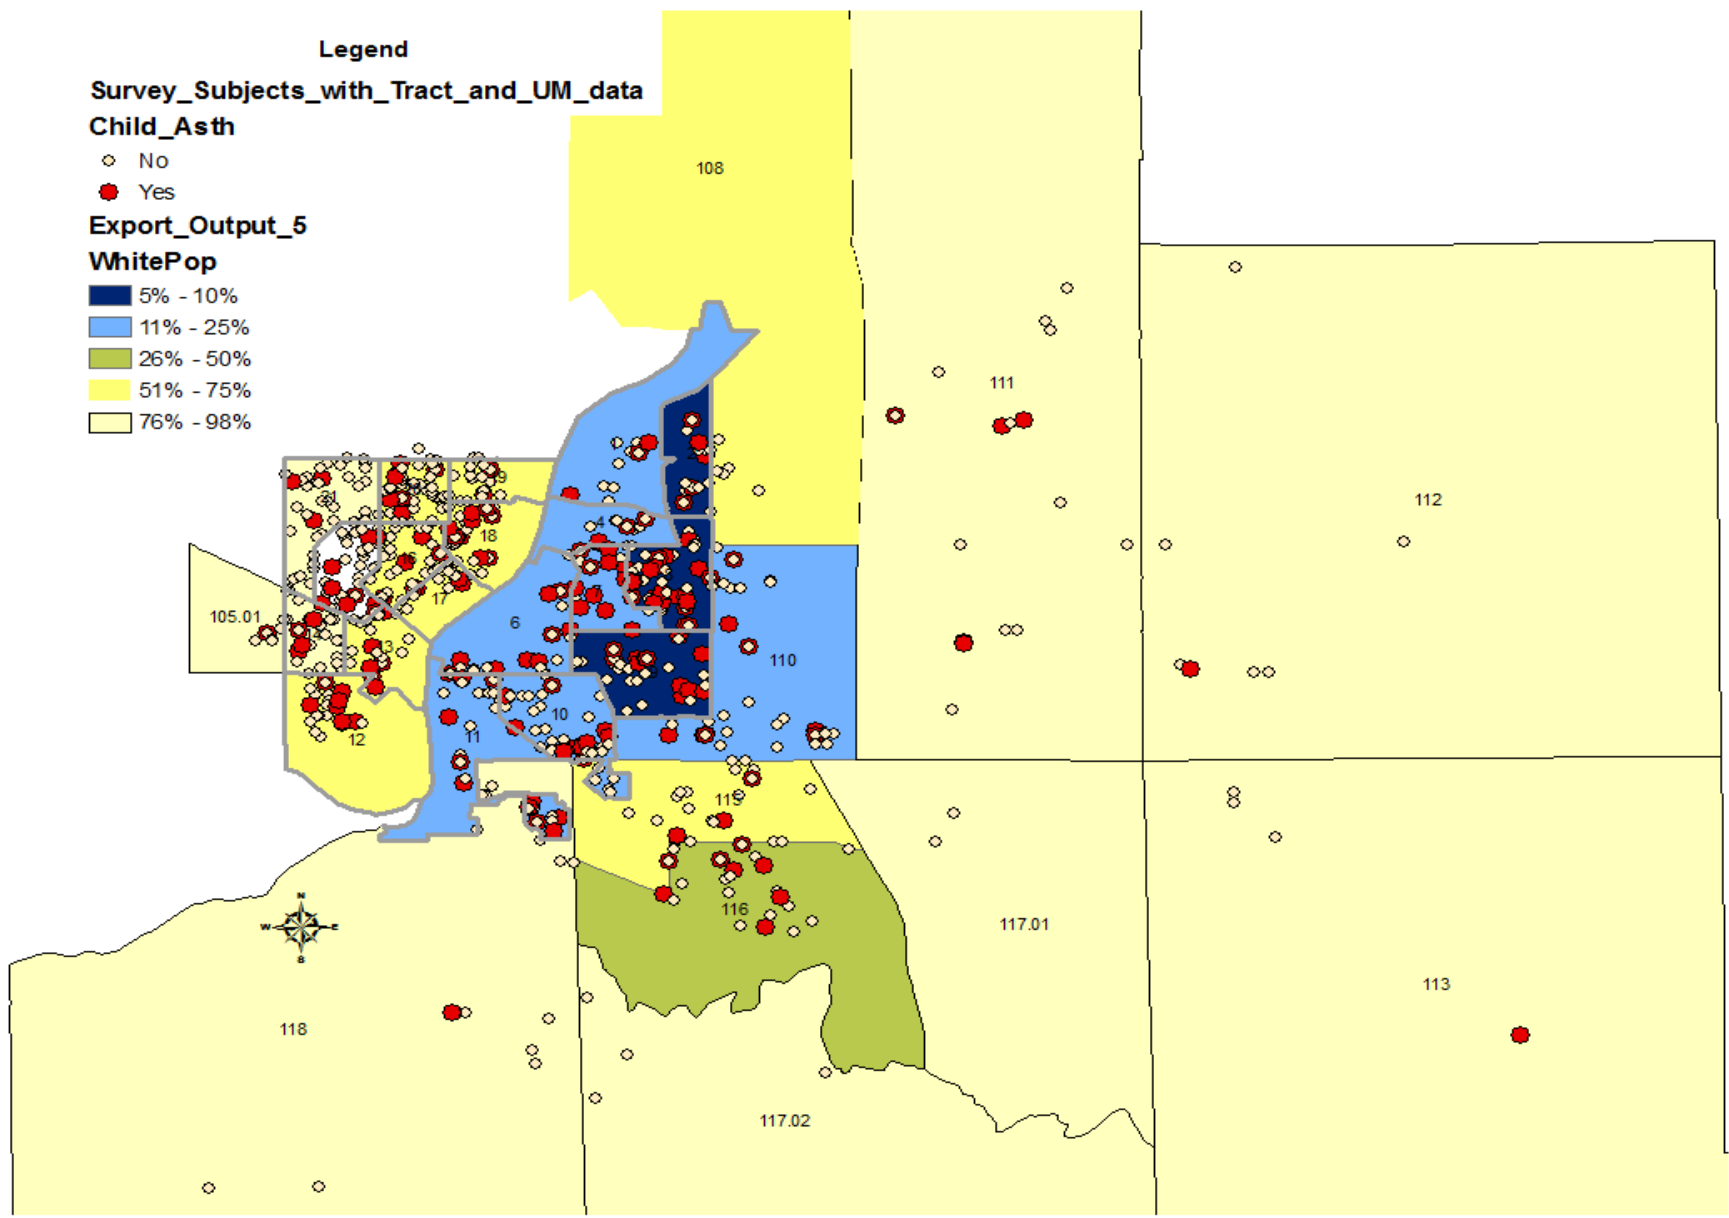 Legend
Survey_Subjects_with_Tract_and_UM_data
Child_Asth
No
Yes
Export_Output_5
WhitePop
5% - 10%
11% - 25%
26% - 50%
51% - 75%
76% - 98%
108
111
112
18
4
17
105.01
6
110
10
11
12
115
116
N
W E
S
117.01
113
118
117.02